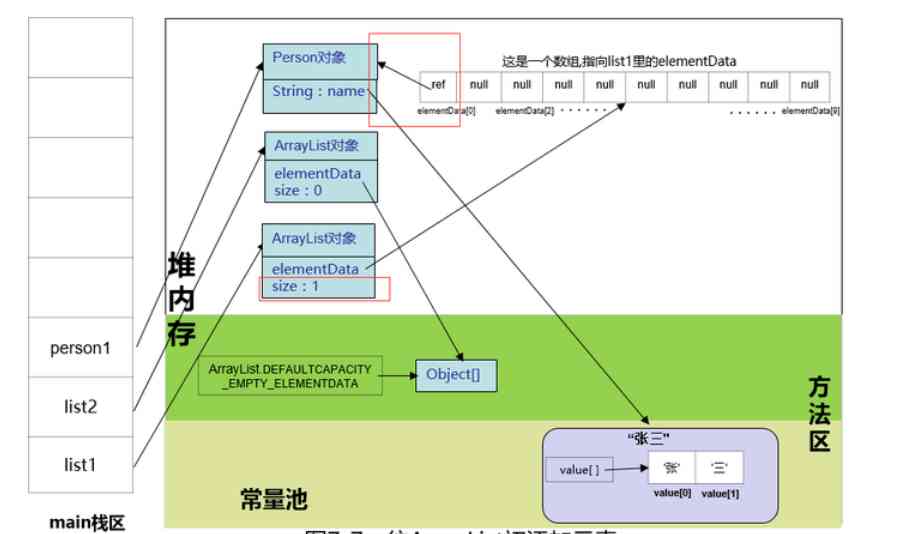 Person对象
String：name
这是一个数组,指向list1里的elementData
ref null null null null null null null null null
elementData[0] elementData[2] · · · · · · · · · · · · elementData[9]
ArrayList对象
elementData
size：0
ArrayList对象
elementData
size：1
堆内存
person1
list2
list1
main栈区
ArrayList.DEFAULTCAPACITY
_EMPTY_ELEMENTDATA
Object[]
方法区
常量池
“张三”
value[ ]
'张' '三'
value[0] value[1]